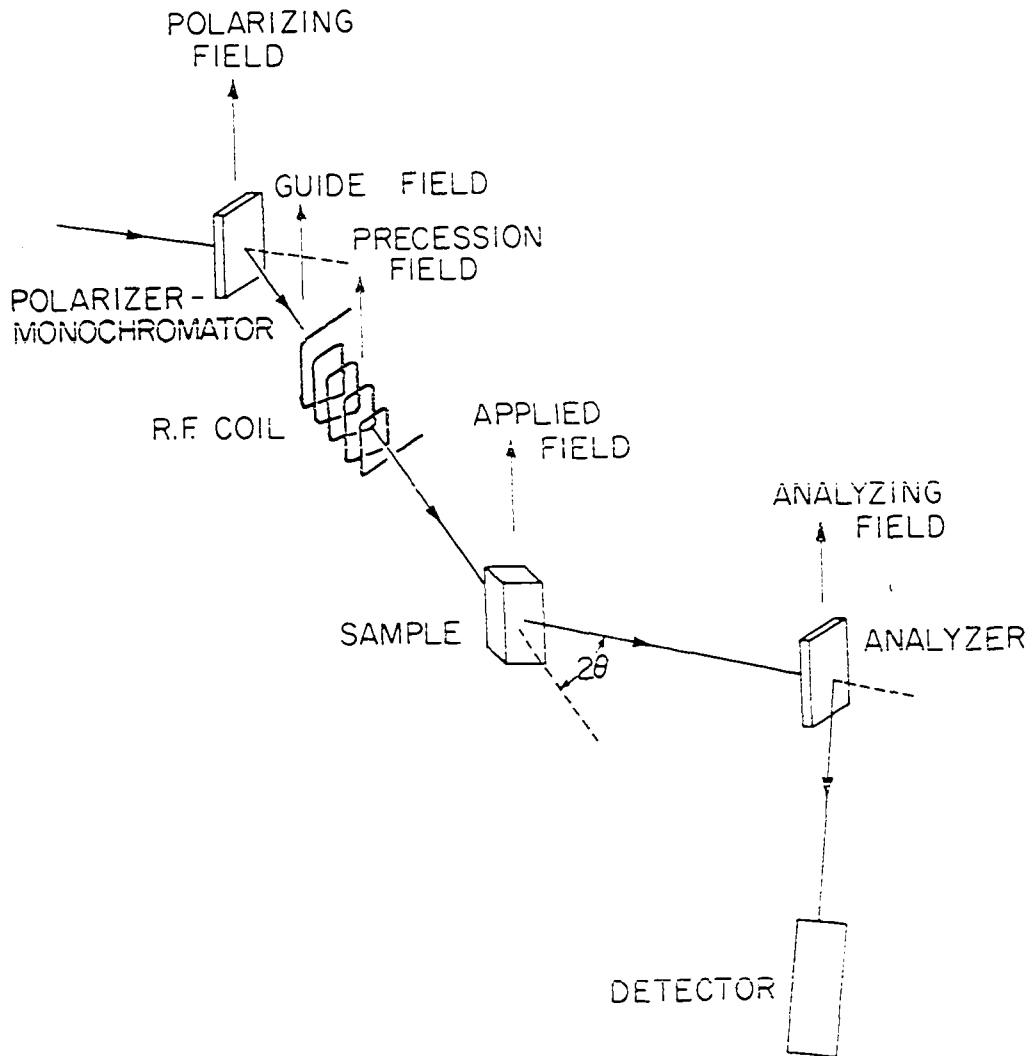 POLARIZING
FIELD
GUIDE FIELD
PRECESSION
FIELD
POLARIZER-
MONOCHROMATOR
R.F. COIL
APPLIED
FIELD
ANALYZING
FIELD
SAMPLE
2θ
ANALYZER
DETECTOR